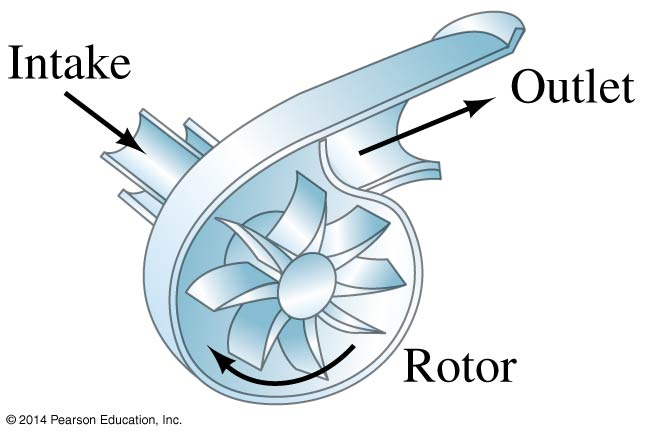 Intake
Outlet
Rotor
© 2014 Pearson Education, Inc.